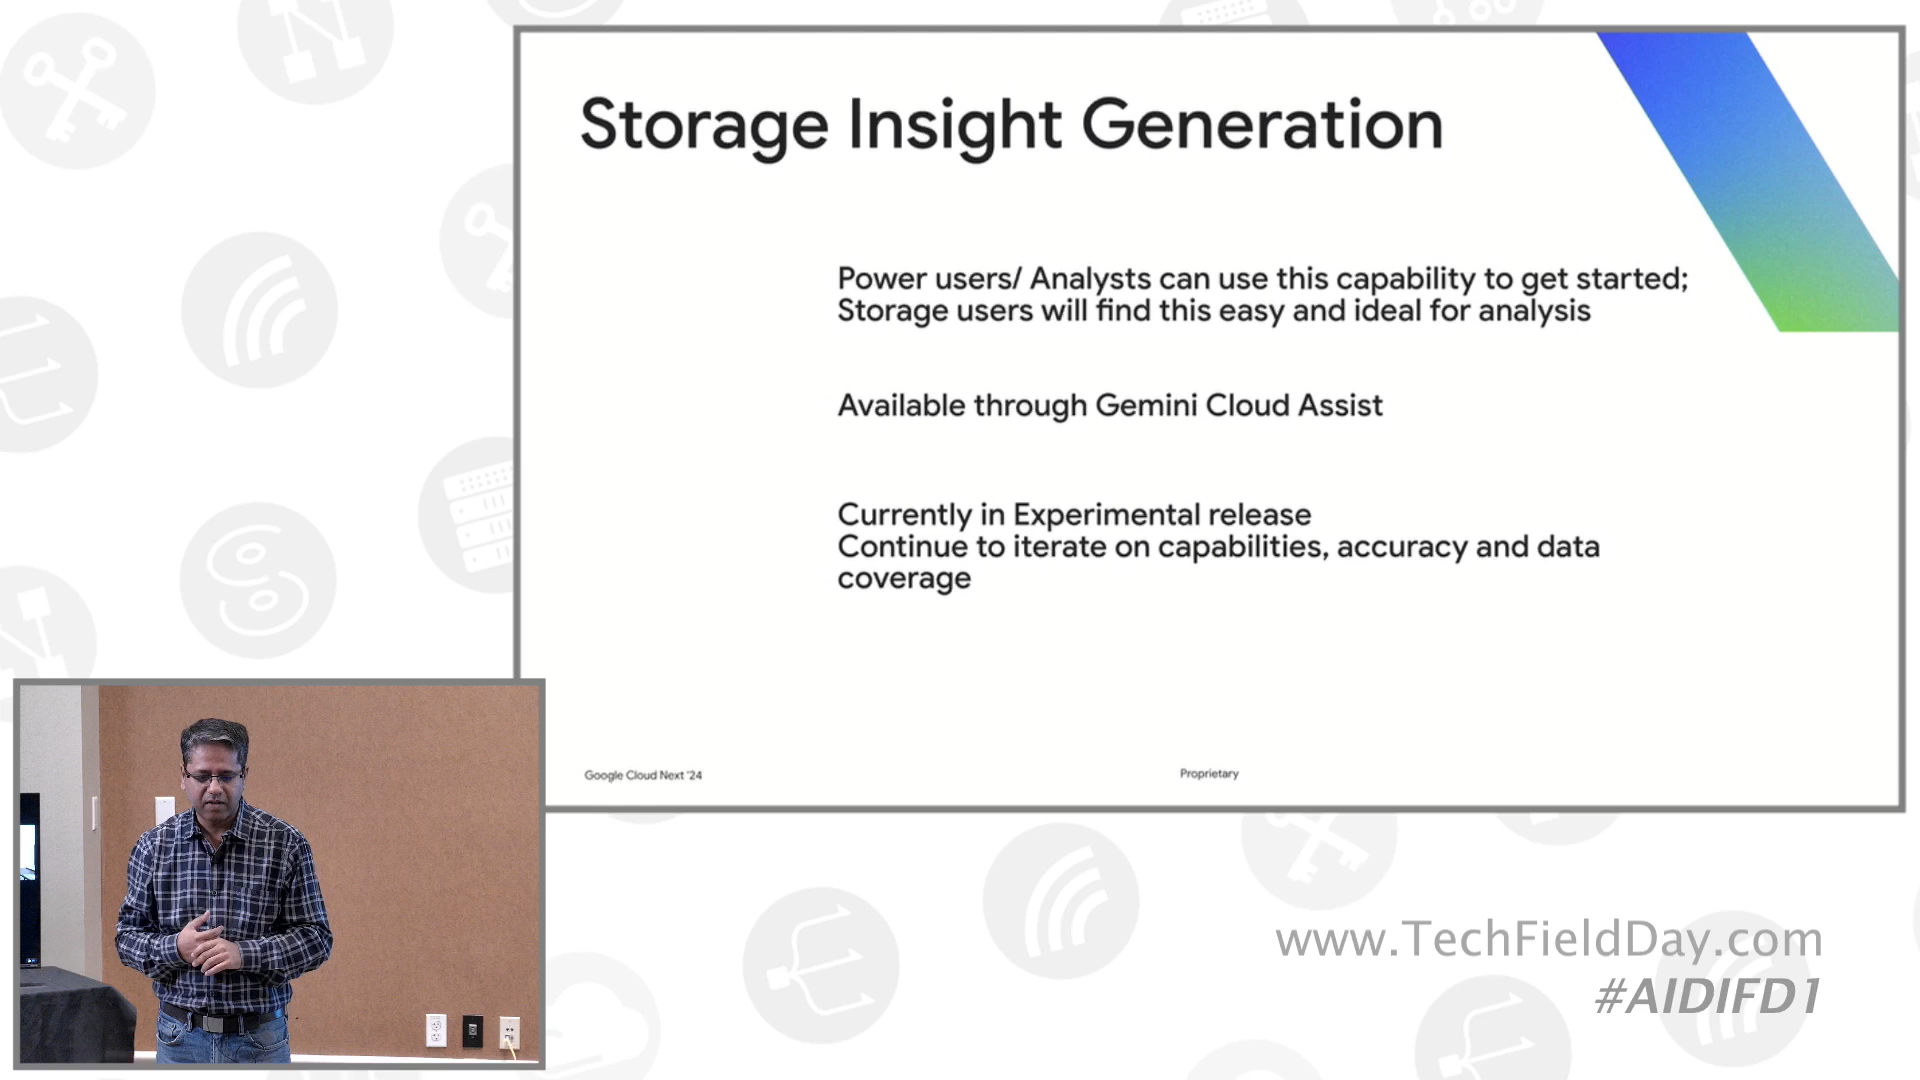 Storage Insight Generation
Power users/ Analysts can use this capability to get started;
Storage users will find this easy and ideal for analysis
Available through Gemini Cloud Assist
Currently in Experimental release
Continue to iterate on capabilities, accuracy and data
coverage
Google Cloud Next '24
Proprietary
www.TechFieldDay.com
#AIDIFD1